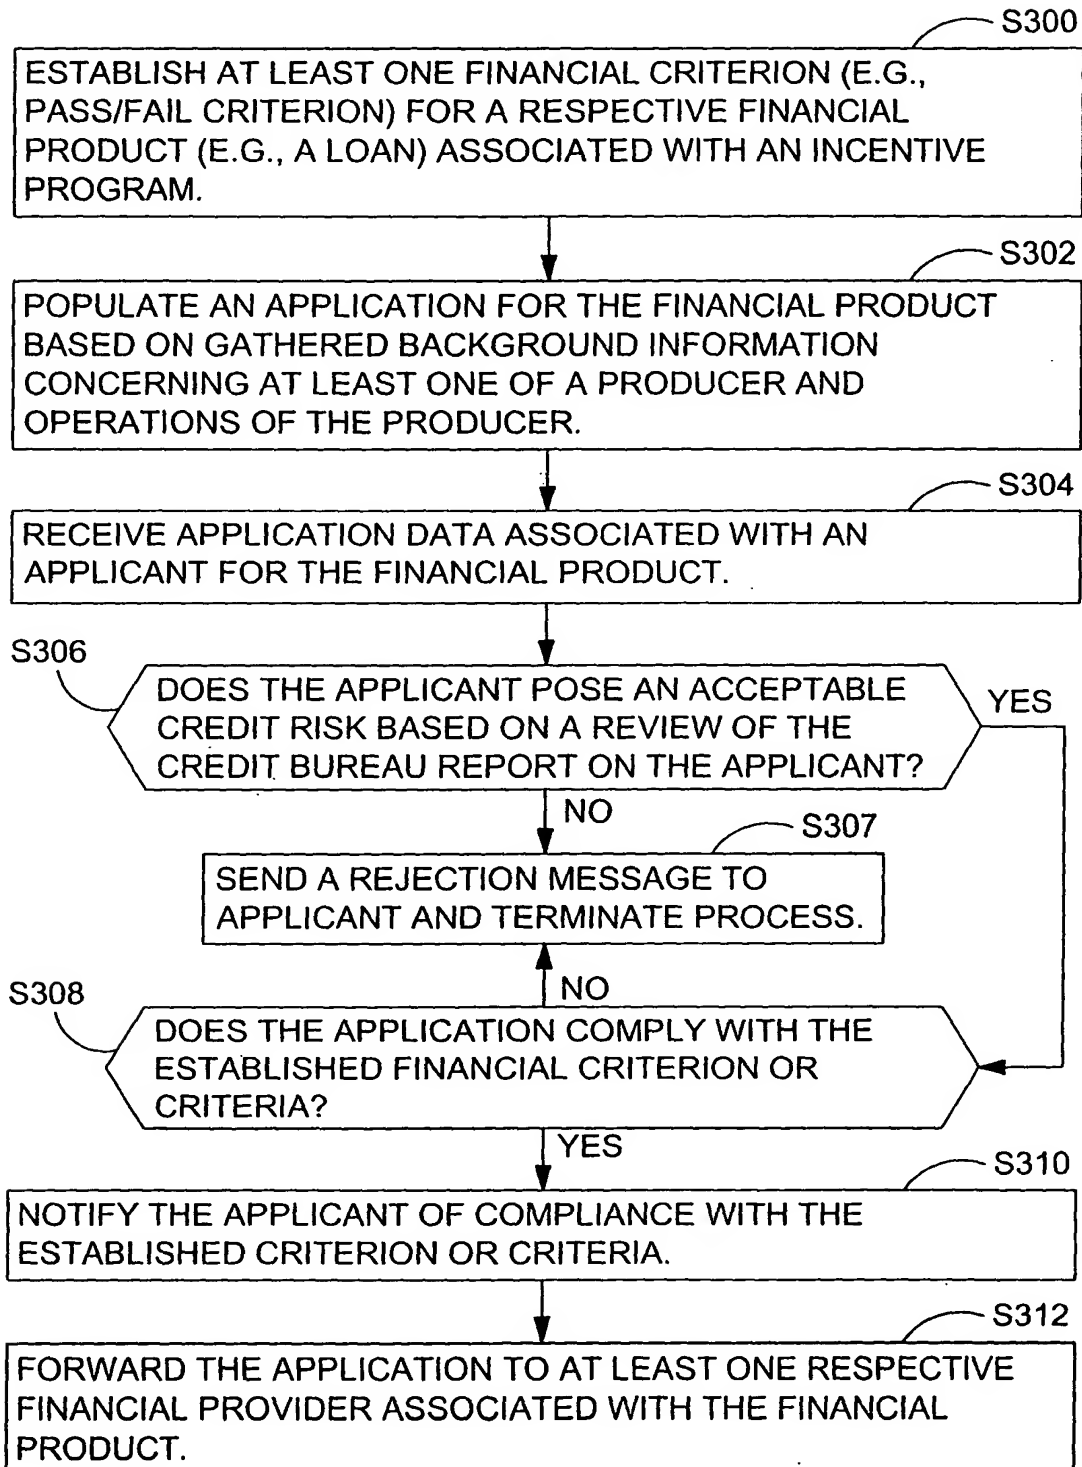 S300
ESTABLISH AT LEAST ONE FINANCIAL CRITERION (E.G.,
PASS/FAIL CRITERION) FOR A RESPECTIVE FINANCIAL
PRODUCT (E.G., A LOAN) ASSOCIATED WITH AN INCENTIVE
PROGRAM.
S302
POPULATE AN APPLICATION FOR THE FINANCIAL PRODUCT
BASED ON GATHERED BACKGROUND INFORMATION
CONCERNING AT LEAST ONE OF A PRODUCER AND
OPERATIONS OF THE PRODUCER.
S304
RECEIVE APPLICATION DATA ASSOCIATED WITH AN
APPLICANT FOR THE FINANCIAL PRODUCT.
S306
DOES THE APPLICANT POSE AN ACCEPTABLE
CREDIT RISK BASED ON A REVIEW OF THE
CREDIT BUREAU REPORT ON THE APPLICANT?
YES
NO
S307
SEND A REJECTION MESSAGE TO
APPLICANT AND TERMINATE PROCESS.
NO
S308
DOES THE APPLICATION COMPLY WITH THE
ESTABLISHED FINANCIAL CRITERION OR
CRITERIA?
YES
S310
NOTIFY THE APPLICANT OF COMPLIANCE WITH THE
ESTABLISHED CRITERION OR CRITERIA.
S312
FORWARD THE APPLICATION TO AT LEAST ONE RESPECTIVE
FINANCIAL PROVIDER ASSOCIATED WITH THE FINANCIAL
PRODUCT.